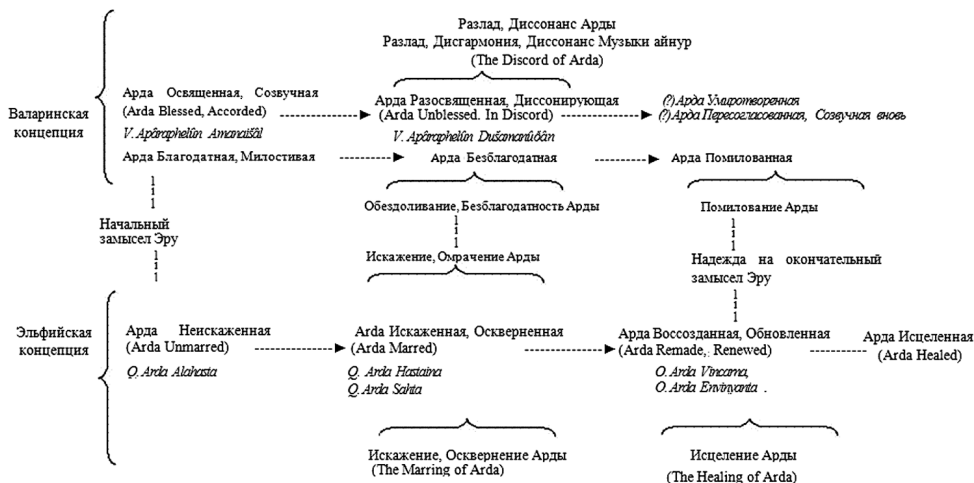 Разлад, Диссонанс Арды
Разлад, Дисгармония, Диссонанс Музыки айнур
(The Discord of Arda)
Валаринская
концепция
Арда Освященная, Созвучная
(Arda Blessed, Accorded)
V. Apâraphelûn Amanaišâl
Арда Разосвященная, Диссонирующая
(Arda Unblessed. In Discord)
V. Apâraphelûn Dušamanûðân
(?) Арда Умиротворенная
(?) Арда Пересогласованная, Созвучная вновь
Арда Благодатная, Милостивая
Арда Безблагодатная
Арда Помилованная
Обездоливание, Безблагодатность Арды
Помилование Арды
Начальный
замысел Эру
Искажение, Омрачение Арды
Надежда на окончательный
замысел Эру
Эльфийская
концепция
Арда Неискаженная
(Arda Unmarred)
Q. Arda Alahasta
Arda Искаженная, Оскверненная
(Arda Marred)
Q. Arda Hastaina
Q. Arda Sahta
Арда Воссозданная, Обновленная
(Arda Remade, Renewed)
Q. Arda Vincarna,
Q. Arda Envinyanta .
Арда Исцеленная
(Arda Healed)
Искажение, Осквернение Арды
(The Marring of Arda)
Исцеление Арды
(The Healing of Arda)